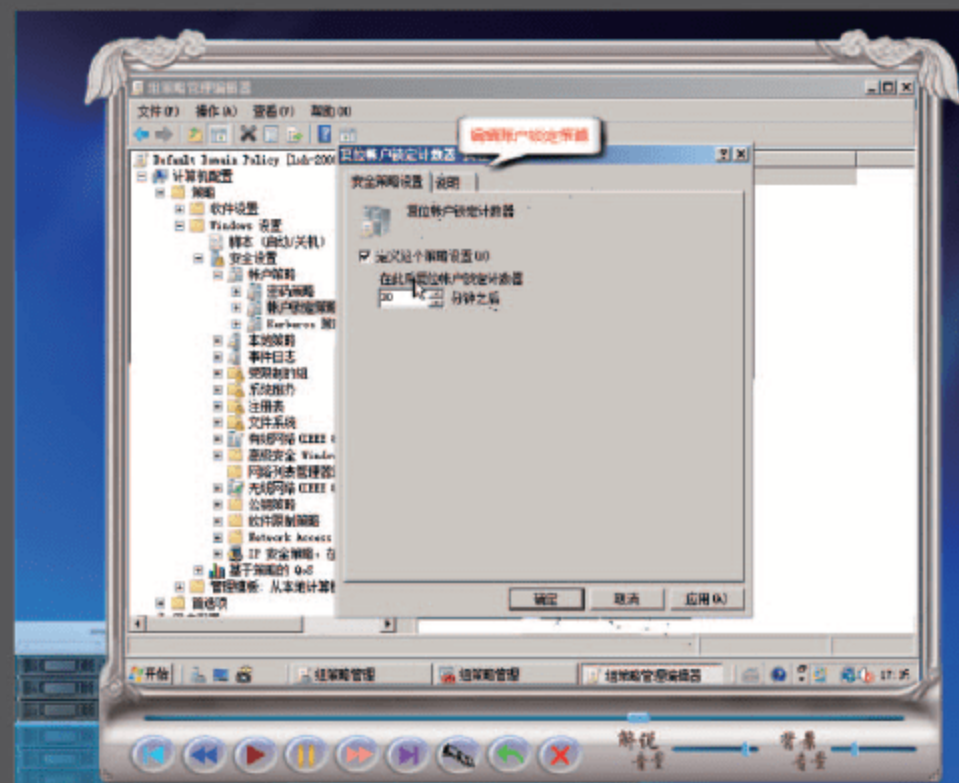 组策略管理编辑器
文件(F) 操作(A) 查看(V) 帮助(H)
编辑账户锁定策略
Default Domain Policy
计算机配置
策略
软件设置
Windows 设置
脚本 (启动/关机)
安全设置
帐户策略
密码策略
帐户锁定策略
Kerberos
本地策略
事件日志
受限制的组
系统服务
注册表
文件系统
有线网络 (IEEE
高级安全 Window
网络列表管理器
无线网络 (IEEE
公钥策略
软件限制策略
Network Access
IP 安全策略，在
基于策略的 QoS
管理模板: 从本地计算机
首选项
复位帐户锁定计数器
安全策略设置 说明
复位帐户锁定计数器
定义这个策略设置(D)
在此后复位帐户锁定计数器
30 分钟之后
确定 取消 应用(A)
开始 组策略管理 组策略管理 组策略管理编辑器
解说音量
背景音量